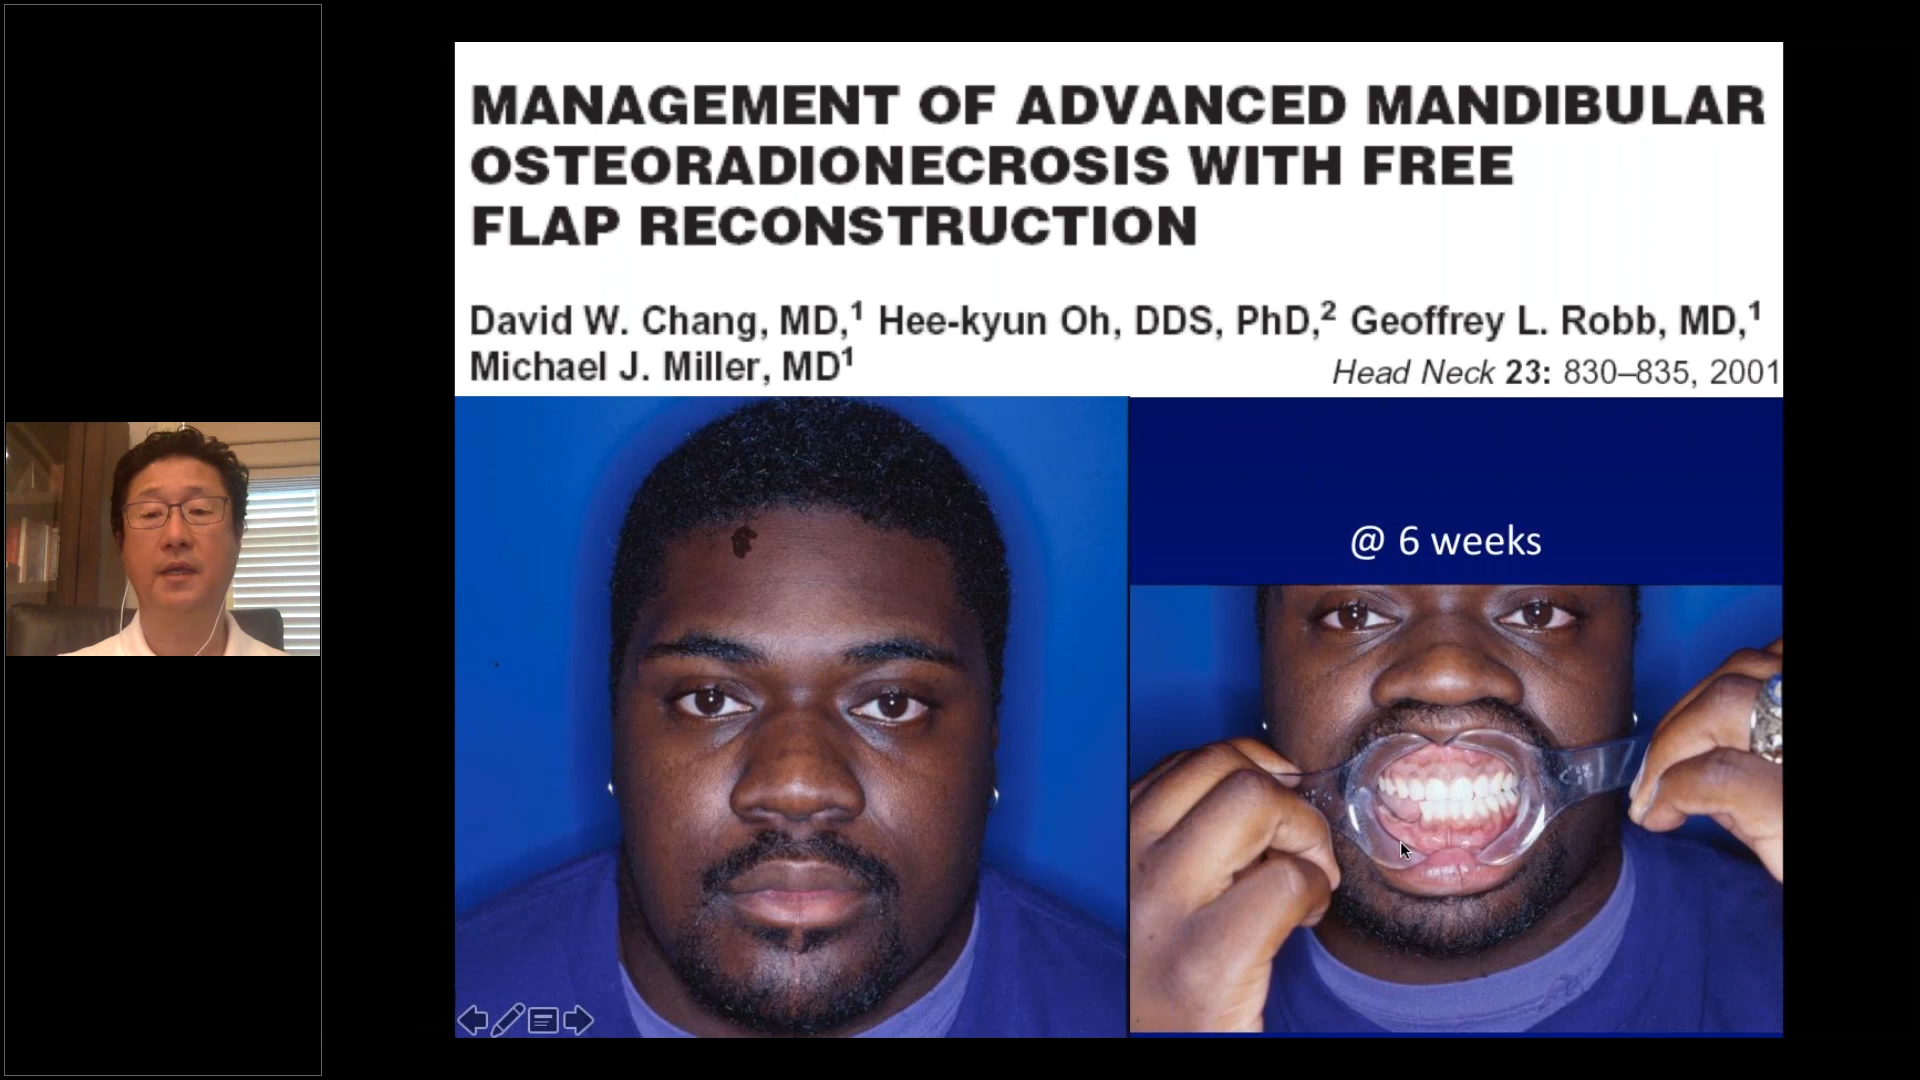 MANAGEMENT OF ADVANCED MANDIBULAR
OSTEORADIONECROSIS WITH FREE
FLAP RECONSTRUCTION
David W. Chang, MD,¹ Hee-kyun Oh, DDS, PhD,² Geoffrey L. Robb, MD,¹
Michael J. Miller, MD¹
Head Neck 23: 830–835, 2001
@ 6 weeks